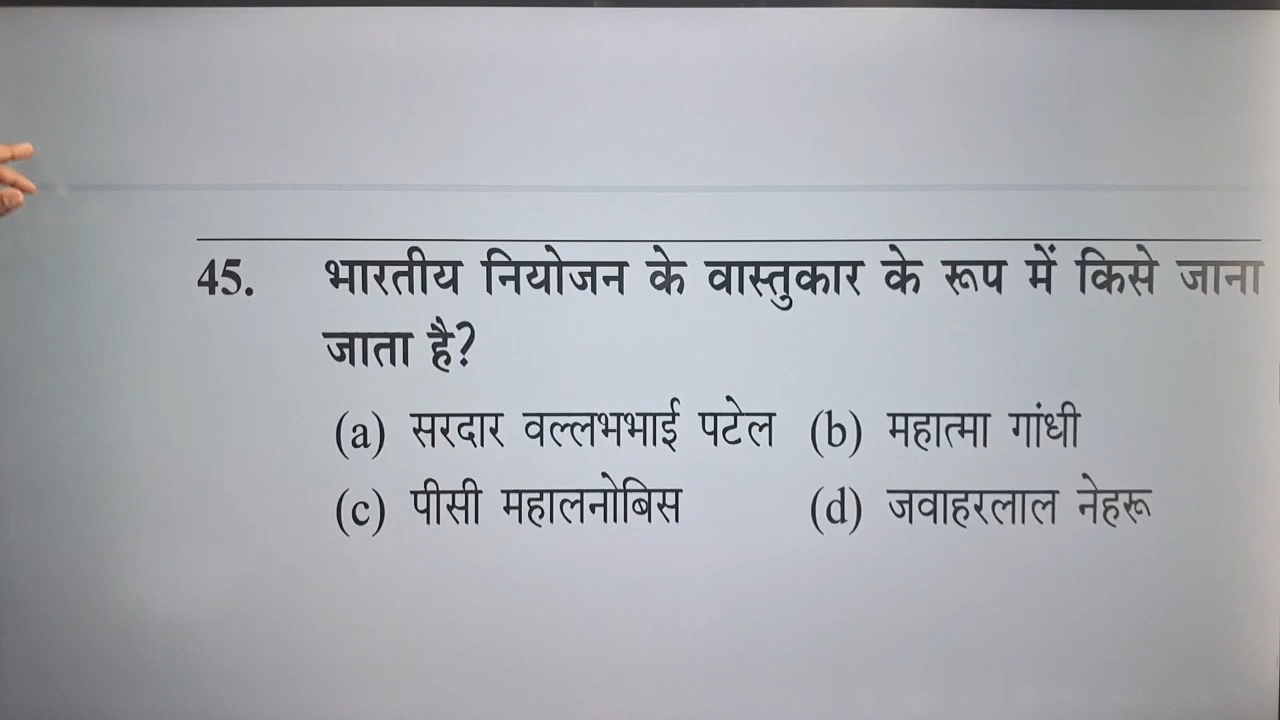 45. भारतीय नियोजन के वास्तुकार के रूप में किसे जाना
जाता है?
(a) सरदार वल्लभभाई पटेल (b) महात्मा गांधी
(c) पीसी महालनोबिस (d) जवाहरलाल नेहरू